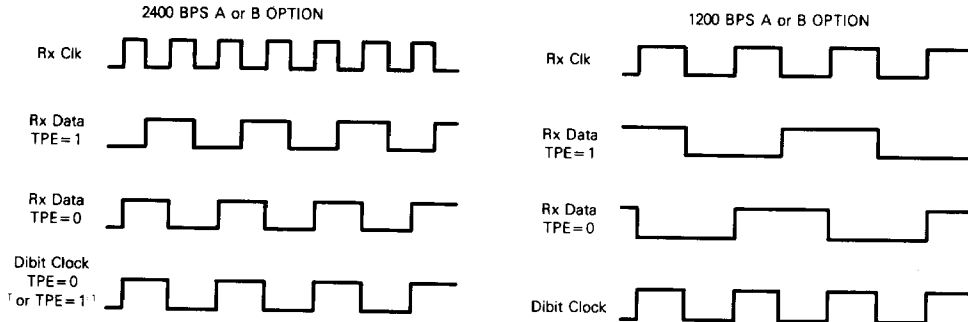 2400 BPS A or B OPTION
Rx Clk
Rx Data
TPE=1
Rx Data
TPE=0
Dibit Clock
TPE=0
or TPE=1
1200 BPS A or B OPTION
Rx Clk
Rx Data
TPE=1
Rx Data
TPE=0
Dibit Clock